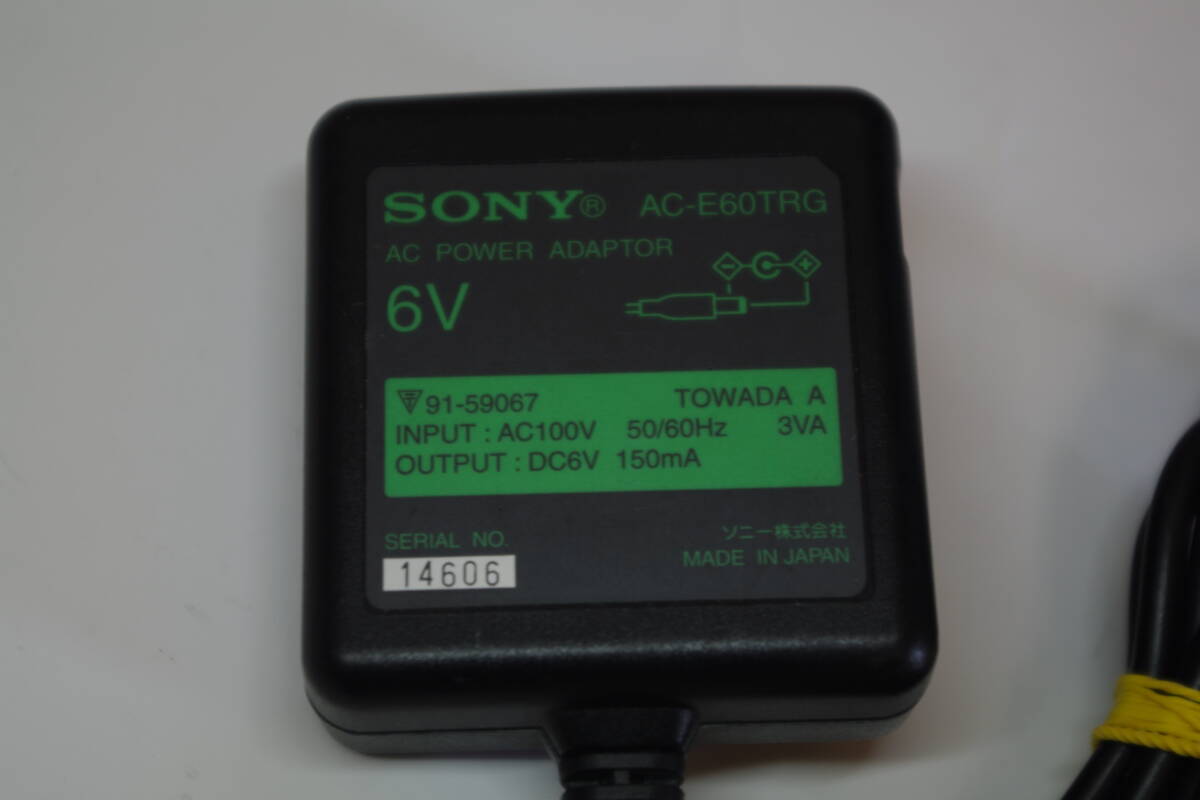 SONY® AC-E60TRG
AC POWER ADAPTOR
6V
91-59067 TOWADA A
INPUT : AC100V 50/60Hz 3VA
OUTPUT : DC6V 150mA
SERIAL NO.
14606
ソニー株式会社
MADE IN JAPAN